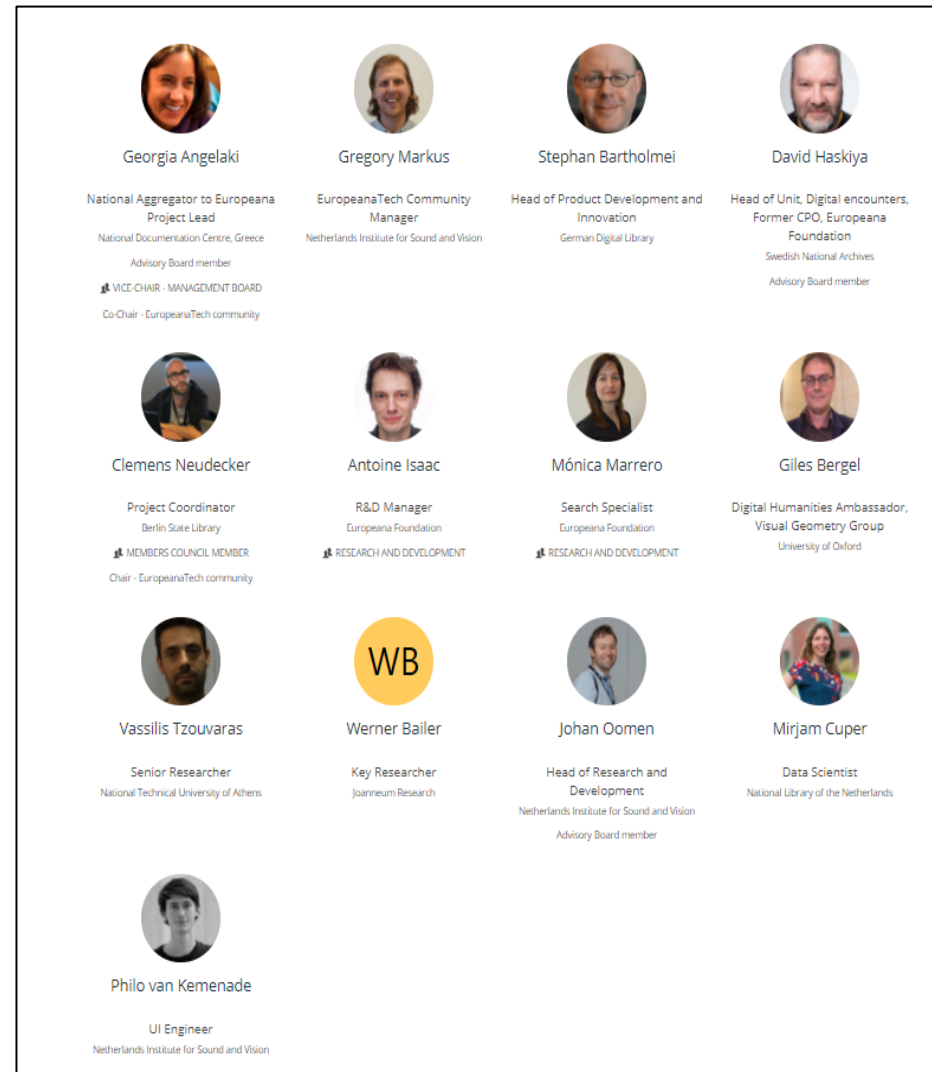 Georgia Angelaki
National Aggregator to Europeana
Project Lead
National Documentation Centre, Greece
Advisory Board member
VICE-CHAIR - MANAGEMENT BOARD
Co-Chair - EuropeanaTech community
Gregory Markus
EuropeanaTech Community
Manager
Netherlands Institute for Sound and Vision
Stephan Bartholmei
Head of Product Development and
Innovation
German Digital Library
David Haskiya
Head of Unit, Digital encounters,
Former CPO, Europeana
Foundation
Swedish National Archives
Advisory Board member
Clemens Neudecker
Project Coordinator
Berlin State Library
MEMBERS COUNCIL MEMBER
Chair - EuropeanaTech community
Antoine Isaac
R&D Manager
Europeana Foundation
RESEARCH AND DEVELOPMENT
Mónica Marrero
Search Specialist
Europeana Foundation
RESEARCH AND DEVELOPMENT
Giles Bergel
Digital Humanities Ambassador,
Visual Geometry Group
University of Oxford
Vassilis Tzouvaras
Senior Researcher
National Technical University of Athens
WB
Werner Bailer
Key Researcher
Joanneum Research
Johan Oomen
Head of Research and
Development
Netherlands Institute for Sound and Vision
Advisory Board member
Mirjam Cuper
Data Scientist
National Library of the Netherlands
Philo van Kemenade
UI Engineer
Netherlands Institute for Sound and Vision